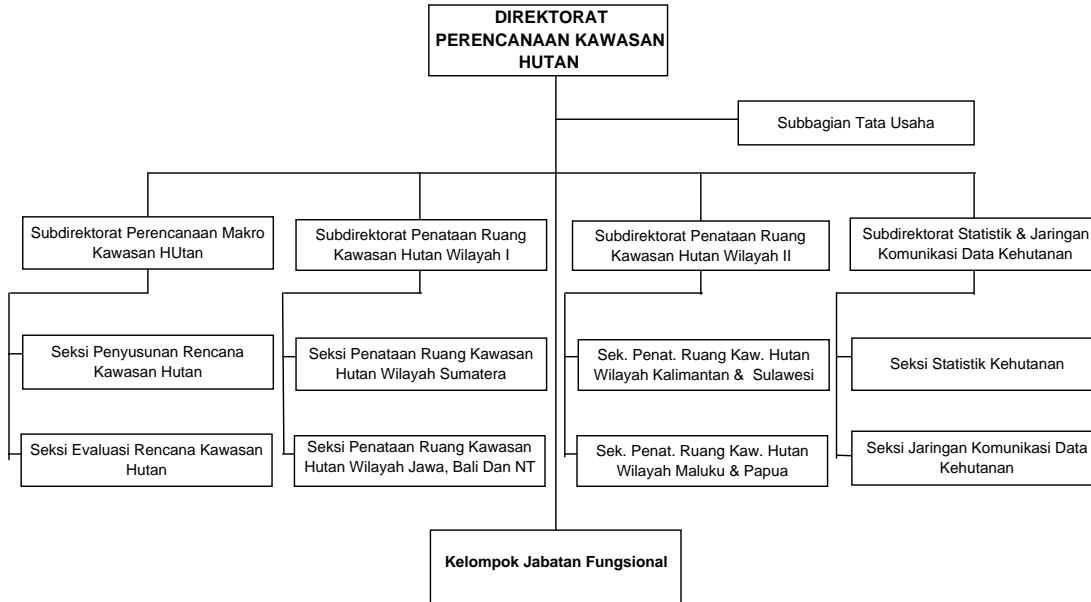 DIREKTORAT
PERENCANAAN KAWASAN
HUTAN
Subbagian Tata Usaha
Subdirektorat Perencanaan Makro
Kawasan HUtan
Subdirektorat Penataan Ruang
Kawasan Hutan Wilayah I
Subdirektorat Penataan Ruang
Kawasan Hutan Wilayah II
Subdirektorat Statistik & Jaringan
Komunikasi Data Kehutanan
Seksi Penyusunan Rencana
Kawasan Hutan
Seksi Penataan Ruang Kawasan
Hutan Wilayah Sumatera
Sek. Penat. Ruang Kaw. Hutan
Wilayah Kalimantan & Sulawesi
Seksi Statistik Kehutanan
Seksi Evaluasi Rencana Kawasan
Hutan
Seksi Penataan Ruang Kawasan
Hutan Wilayah Jawa, Bali Dan NT
Sek. Penat. Ruang Kaw. Hutan
Wilayah Maluku & Papua
Seksi Jaringan Komunikasi Data
Kehutanan
Kelompok Jabatan Fungsional